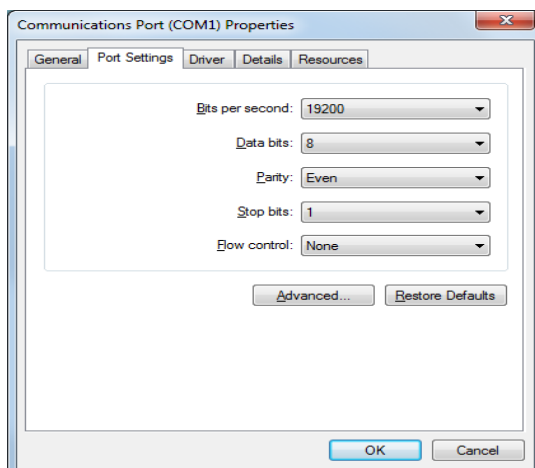 Communications Port (COM1) Properties
General Port Settings Driver Details Resources
Bits per second: 19200
Data bits: 8
Parity: Even
Stop bits: 1
Flow control: None
Advanced... Restore Defaults
OK Cancel